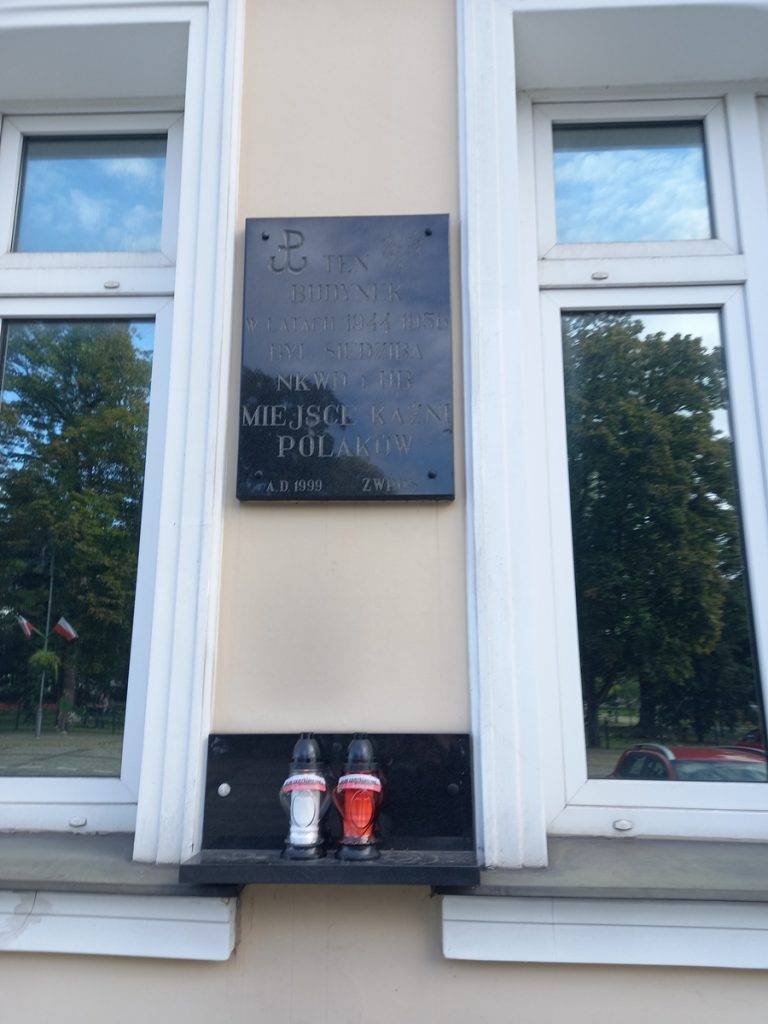 TEN
BUDYNEK
W LATACH 1944 1956
BYŁ SIEDZIBĄ
NKWD i UB
MIEJSCE KAŹNI
POLAKÓW
A.D. 1999